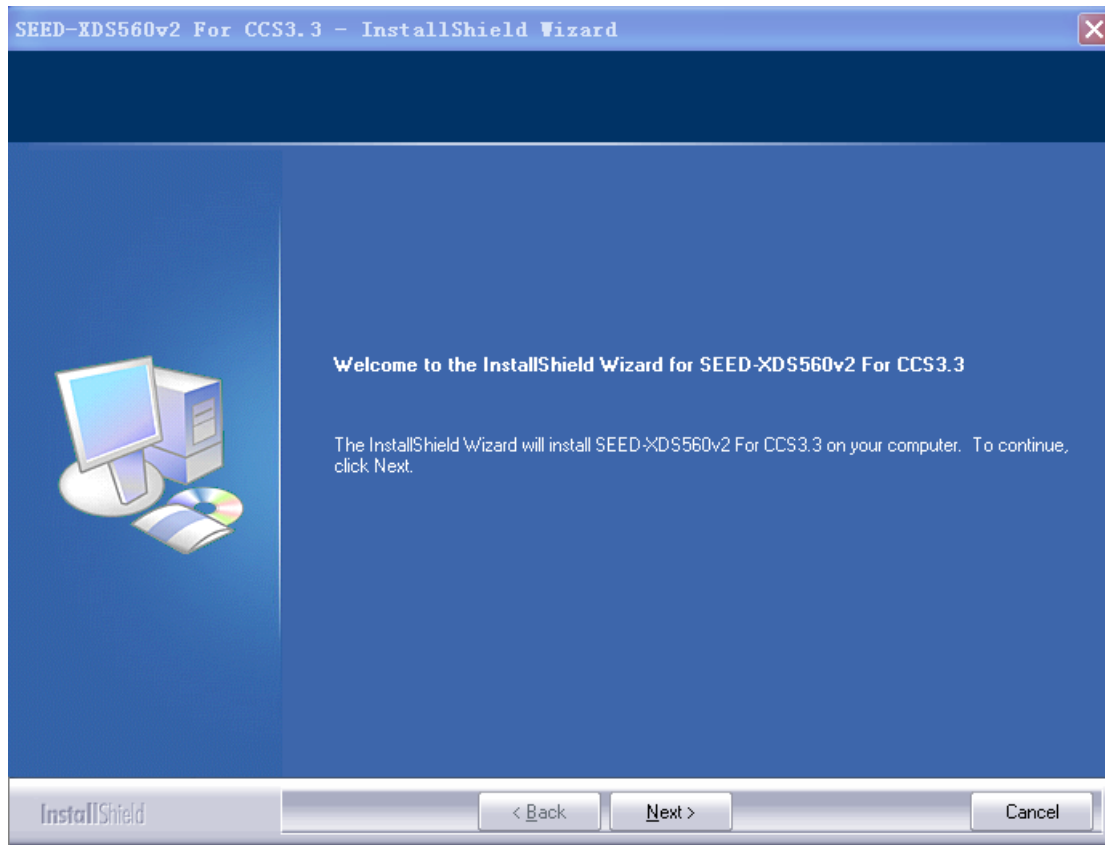 SEED-XDS560v2 For CCS3.3 - InstallShield Wizard
Welcome to the InstallShield Wizard for SEED-XDS560v2 For CCS3.3
The InstallShield Wizard will install SEED-XDS560v2 For CCS3.3 on your computer. To continue,
click Next.
InstallShield
< Back
Next >
Cancel